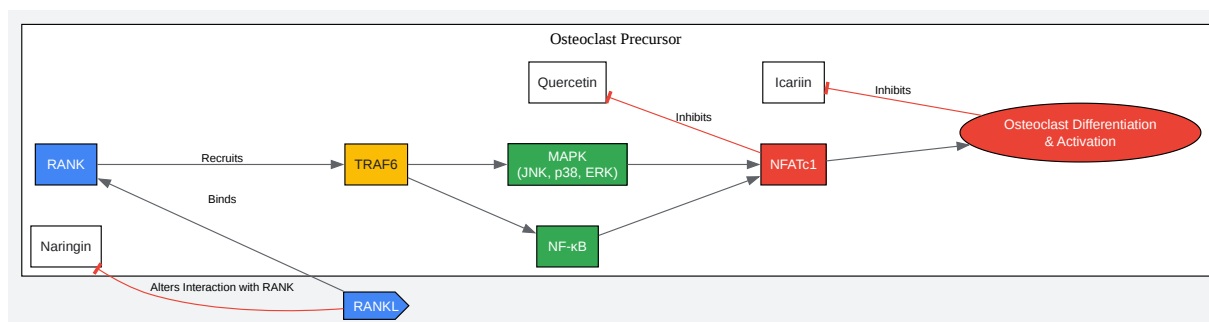 Osteoclast Precursor
Quercetin
Icariin
Inhibits
Inhibits
Osteoclast Differentiation
& Activation
RANK
Recruits
TRAF6
MAPK
(JNK, p38, ERK)
NFATc1
Binds
Naringin
NF-κB
Alters Interaction with RANK
RANKL